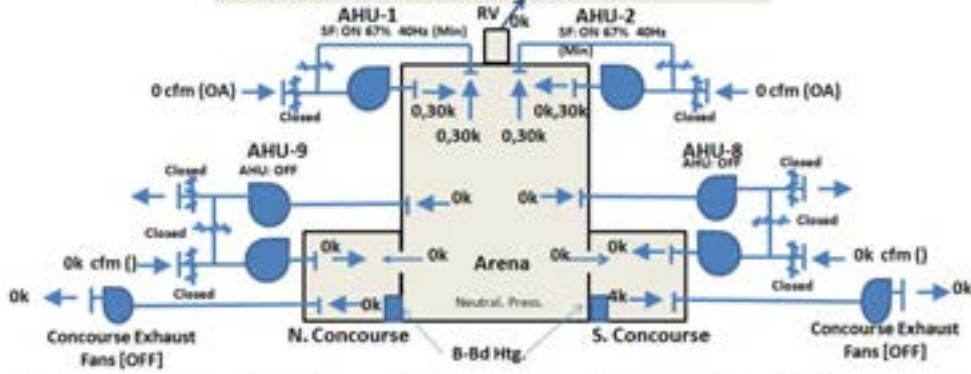 AHU-1 RV 0k AHU-2
SF: ON 67% 40Hz (Min) SF: ON 67% 40Hz (Min)
0 cfm (OA) 0,30k 0k,30k 0 cfm (OA)
Closed 0,30k 0,30k Closed
AHU-9 AHU-8
Closed AHU: OFF AHU: OFF Closed
0k 0k
Closed Closed
0k cfm () 0k 0k Arena 0k 0k 0k cfm ()
Closed Closed
0k 0k Neutral. Press. 4k 0k
Concourse Exhaust Fans [OFF] N. Concourse B-Bd Htg. S. Concourse Concourse Exhaust Fans [OFF]